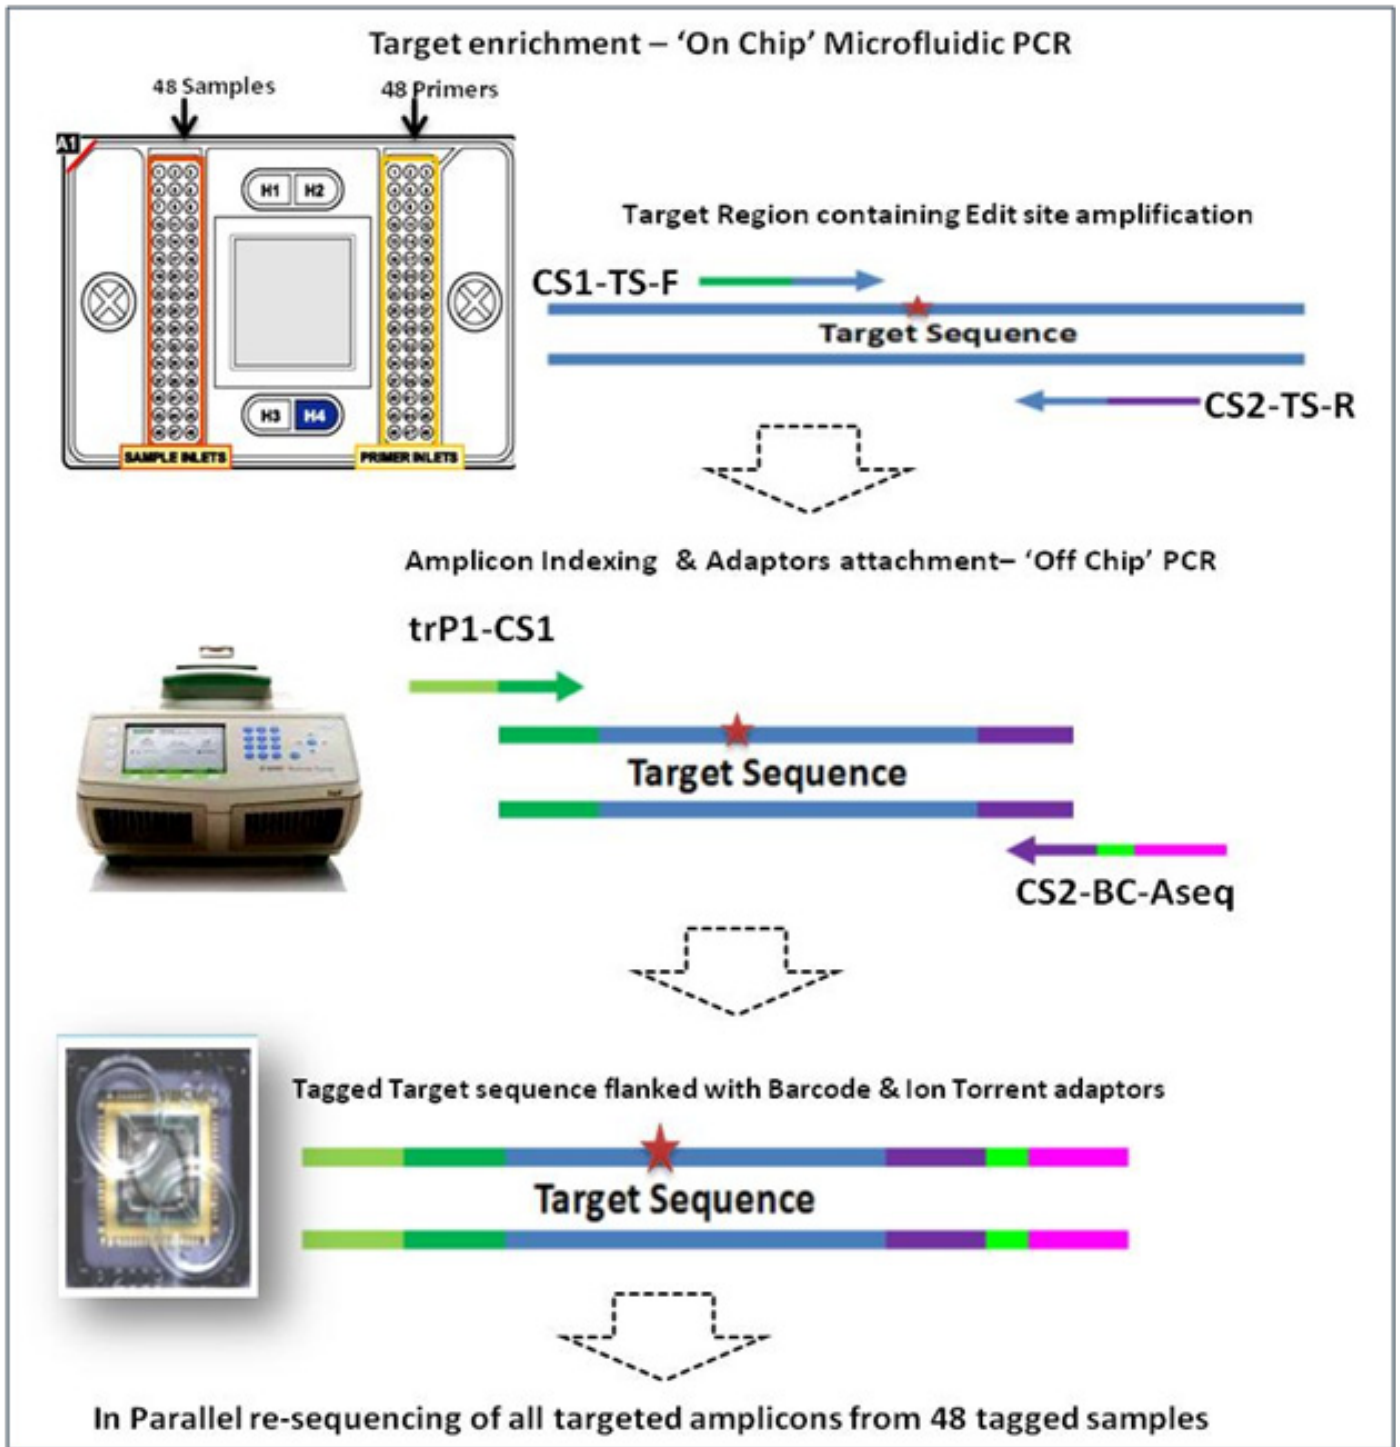 Target enrichment – ‘On Chip’ Microfluidic PCR
48 Samples
48 Primers
A1
H1 H2
H3 H4
SAMPLE INLETS
PRIMER INLETS
Target Region containing Edit site amplification
CS1-TS-F
Target Sequence
CS2-TS-R
Amplicon Indexing & Adaptors attachment– ‘Off Chip’ PCR
trP1-CS1
Target Sequence
CS2-BC-Aseq
Tagged Target sequence flanked with Barcode & Ion Torrent adaptors
Target Sequence
In Parallel re-sequencing of all targeted amplicons from 48 tagged samples